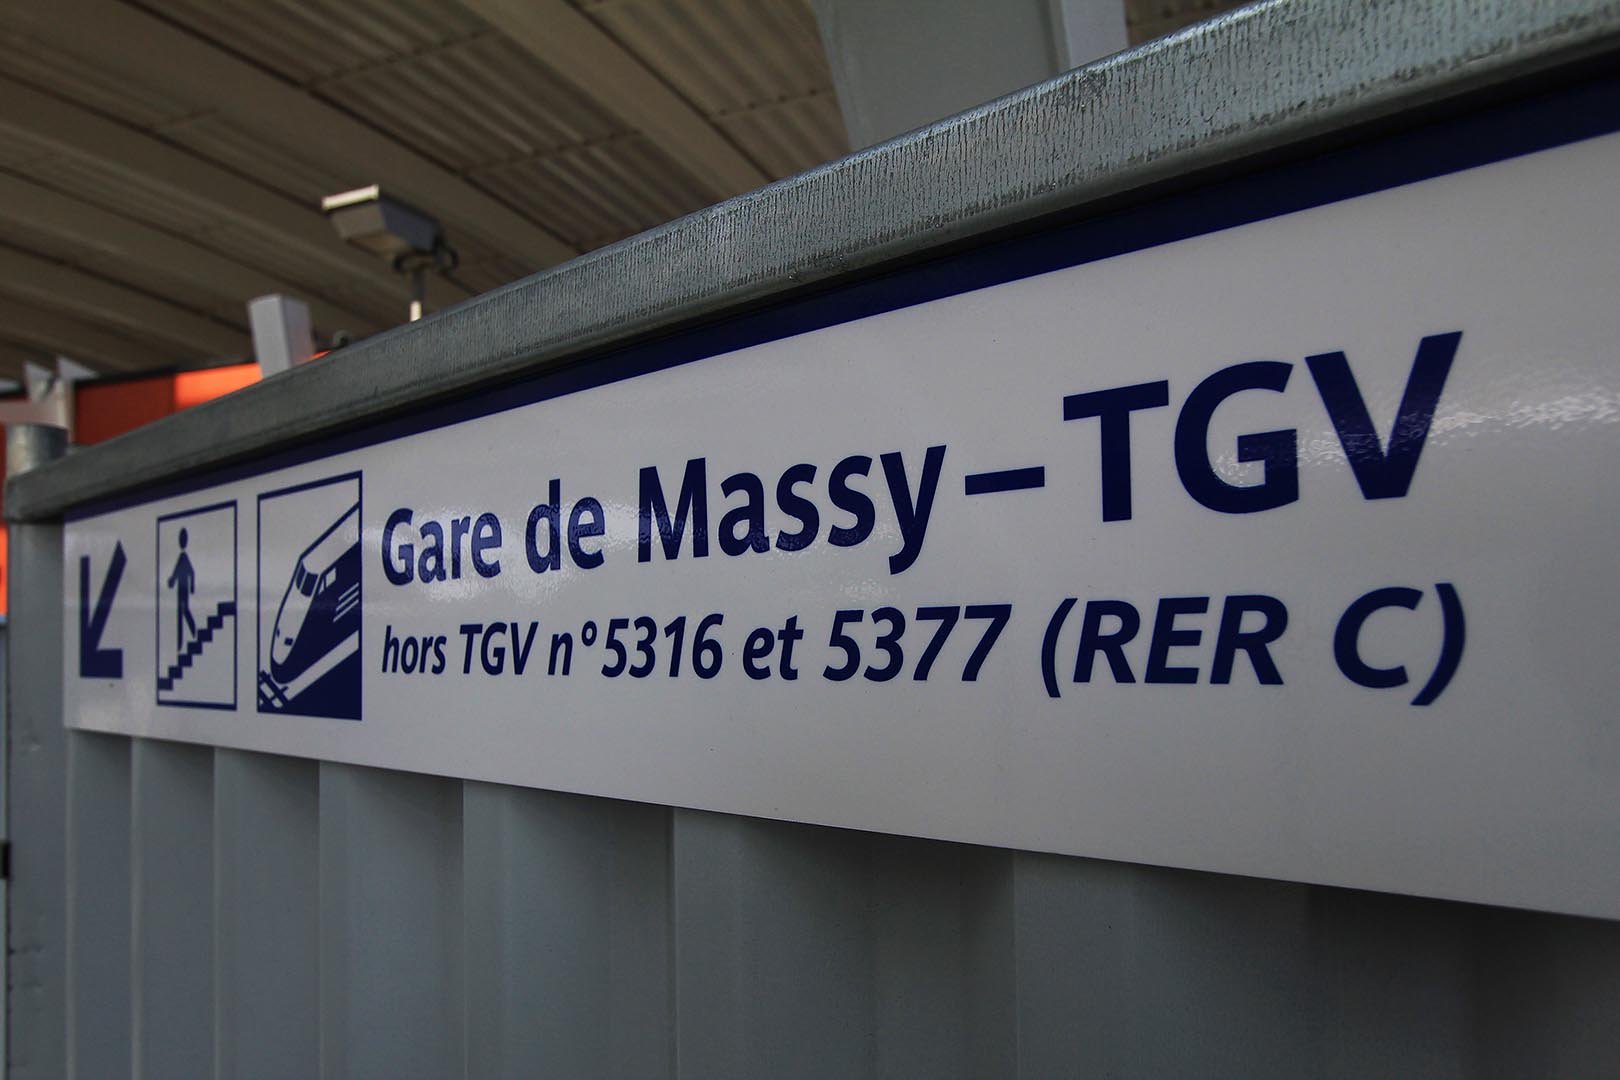 Gare de Massy – TGV
hors TGV n°5316 et 5377 (RER C)